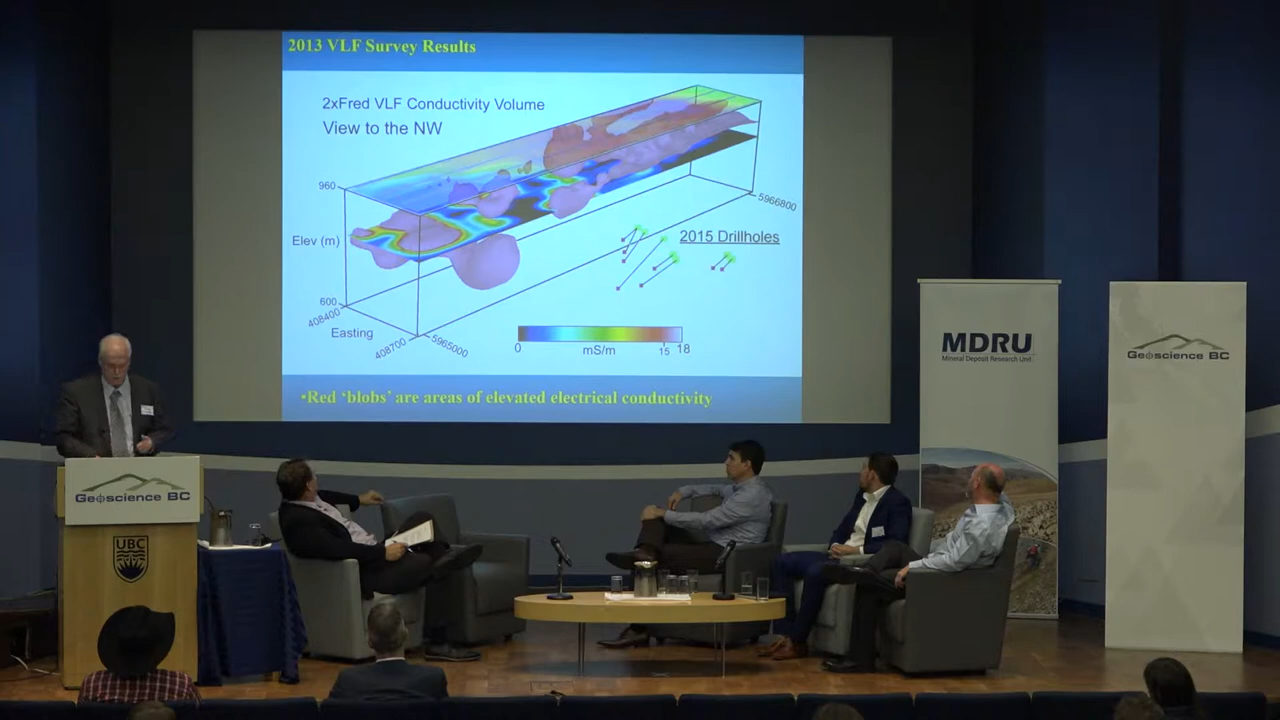 2013 VLF Survey Results
2xFred VLF Conductivity Volume
View to the NW
960
Elev (m)
600
408400
Easting
408700
5965000
5966800
2015 Drillholes
0
mS/m
15
18
•Red ‘blobs’ are areas of elevated electrical conductivity
MDRU
Mineral Deposit Research Unit
Geoscience BC
Geoscience BC
UBC